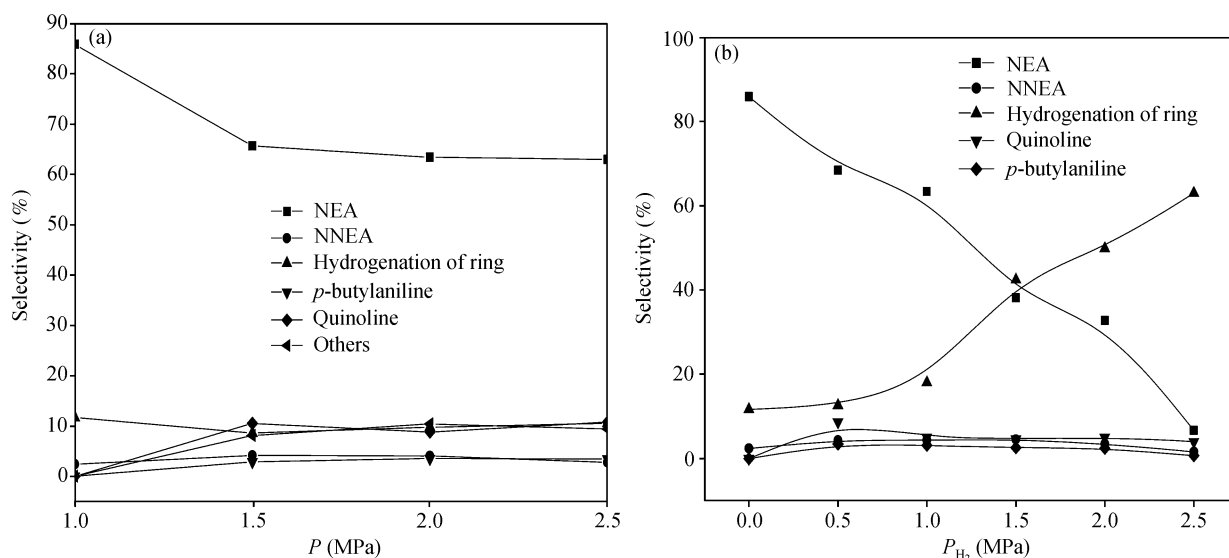 (a)
90
80
70
60
50
40
30
20
10
0
Selectivity (%)
NEA
NNEA
Hydrogenation of ring
p-butylaniline
Quinoline
Others
1.0 1.5 2.0 2.5
P (MPa)
(b)
100
80
60
40
20
0
Selectivity (%)
NEA
NNEA
Hydrogenation of ring
Quinoline
p-butylaniline
0.0 0.5 1.0 1.5 2.0 2.5
P_H₂ (MPa)